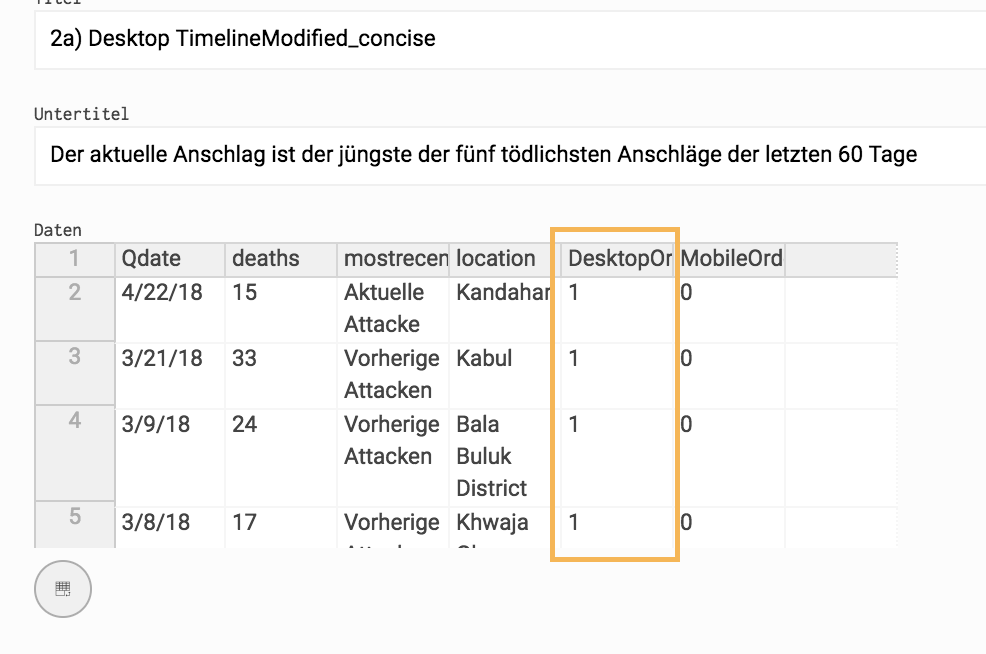 Titel
2a) Desktop TimelineModified_concise
Untertitel
Der aktuelle Anschlag ist der jüngste der fünf tödlichsten Anschläge der letzten 60 Tage
Daten
1 Qdate deaths mostrecen location DesktopOr MobileOrd
2 4/22/18 15 Aktuelle Kandahar 1 0
Attacke
3 3/21/18 33 Vorherige Kabul 1 0
Attacken
4 3/9/18 24 Vorherige Bala 1 0
Attacken Buluk
District
5 3/8/18 17 Vorherige Khwaja 1 0